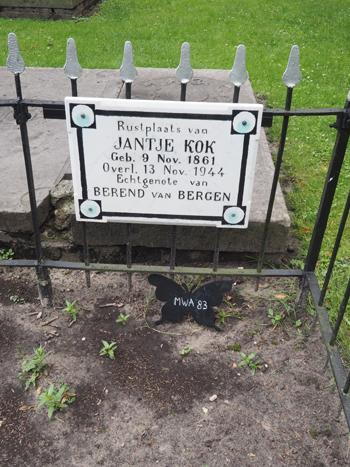 Rustplaats van
JANTJE KOK
Geb. 9 Nov. 1861
Overl. 13 Nov. 1944
Echtgenote van
BEREND van BERGEN
MWA '83